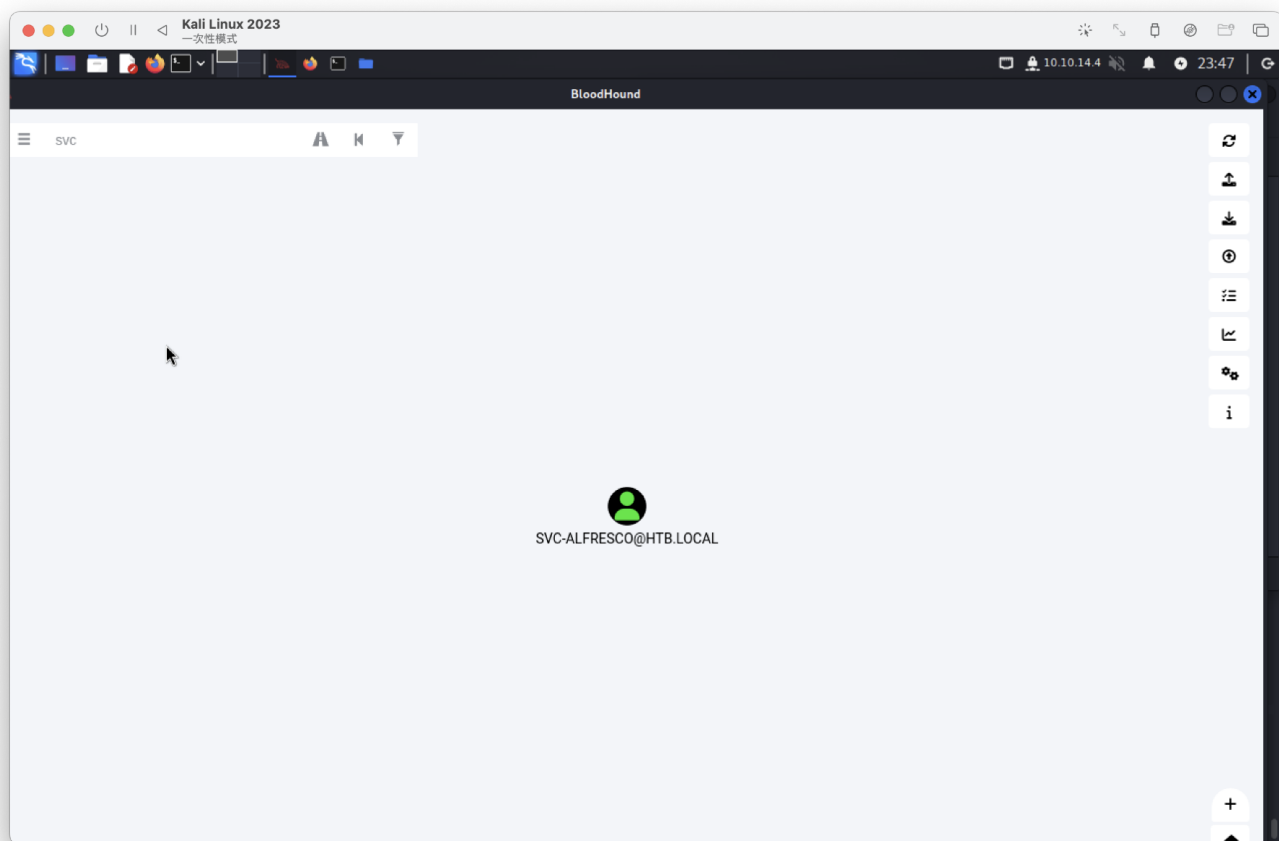 Kali Linux 2023
一次性模式
10.10.14.4
23:47
BloodHound
svc
SVC-ALFRESCO@HTB.LOCAL